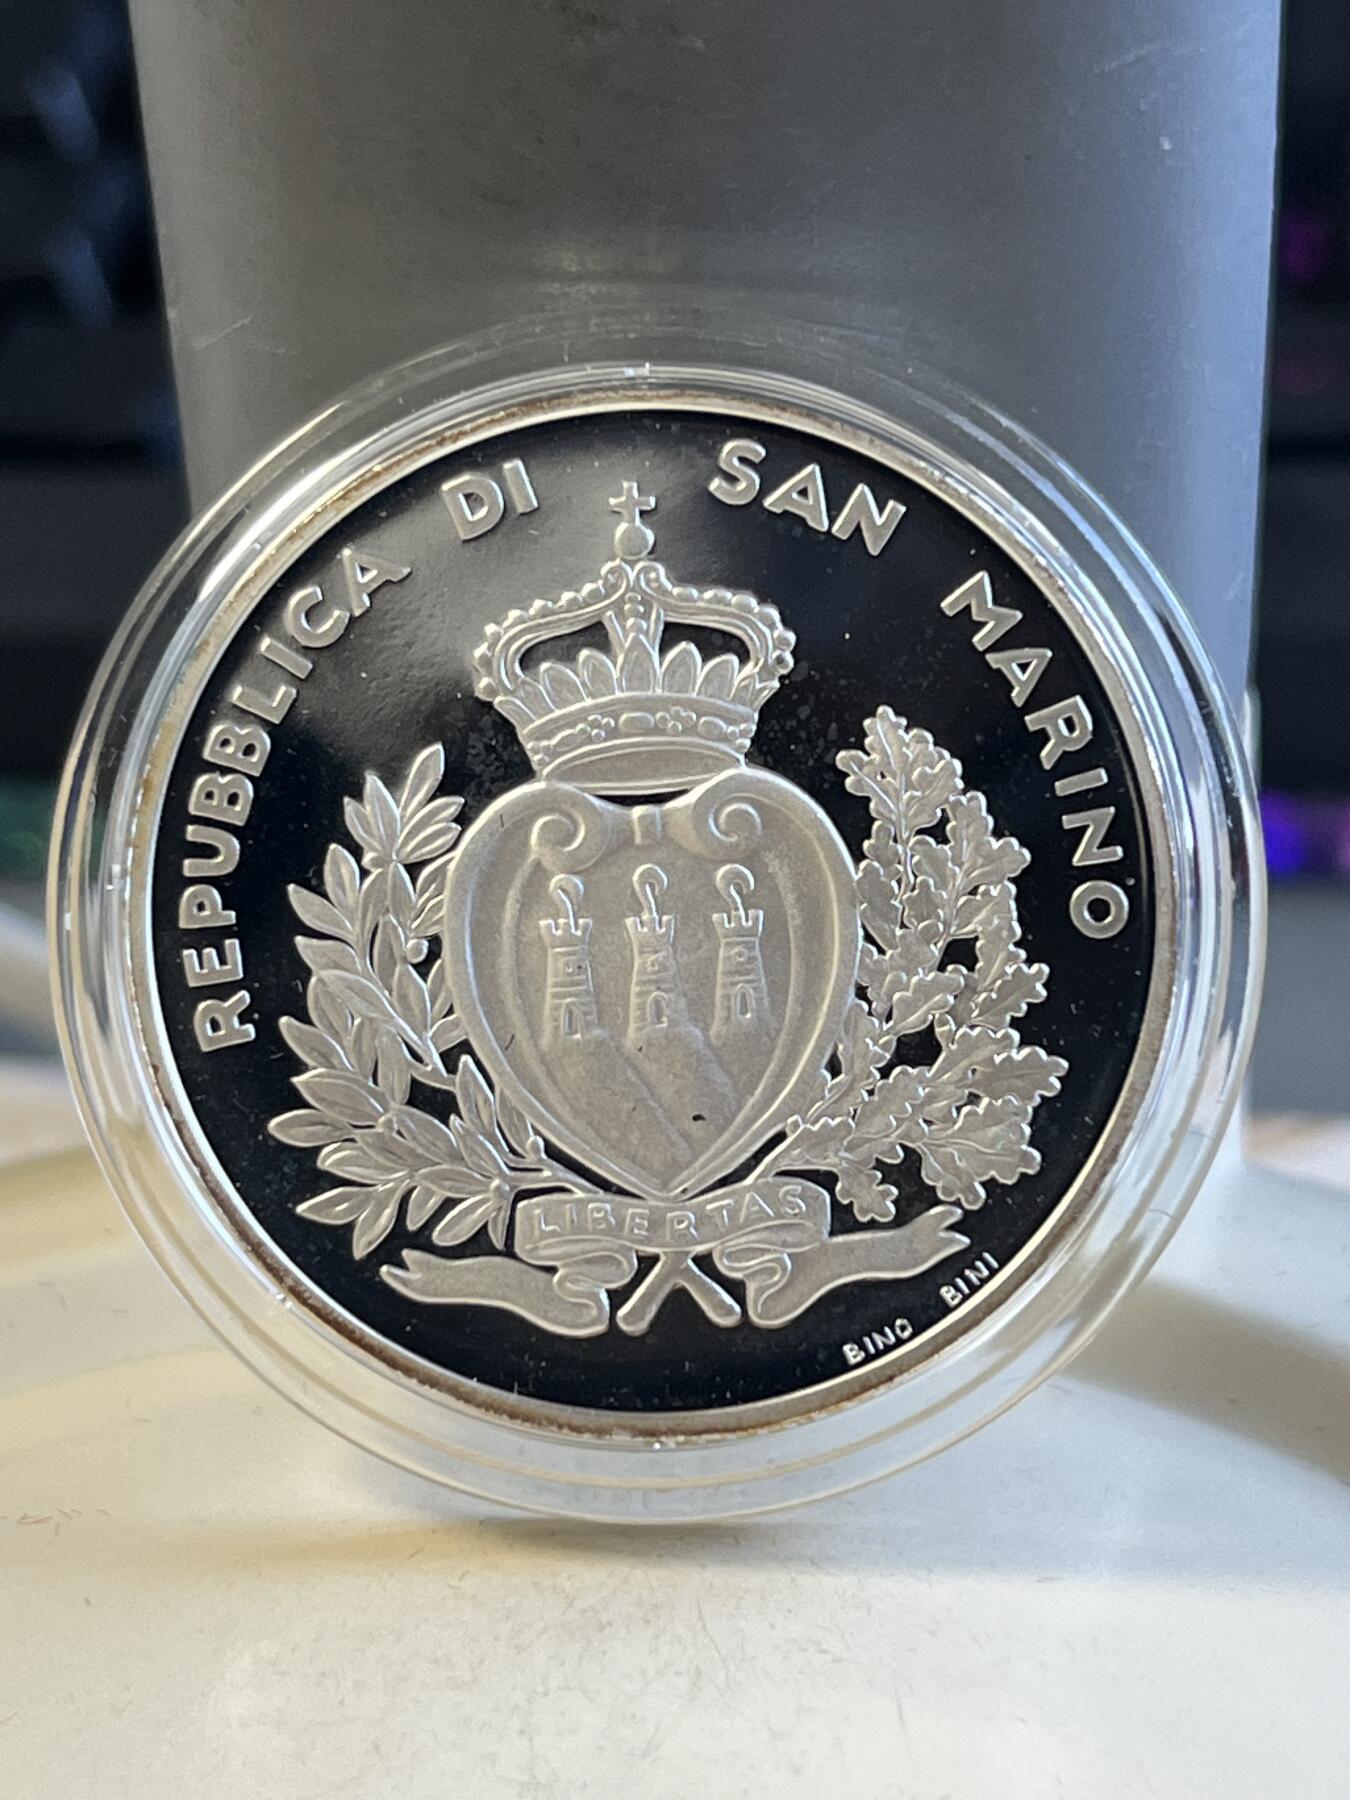 REPUBBLICA DI SAN MARINO
LIBERTAS
BINO BINI